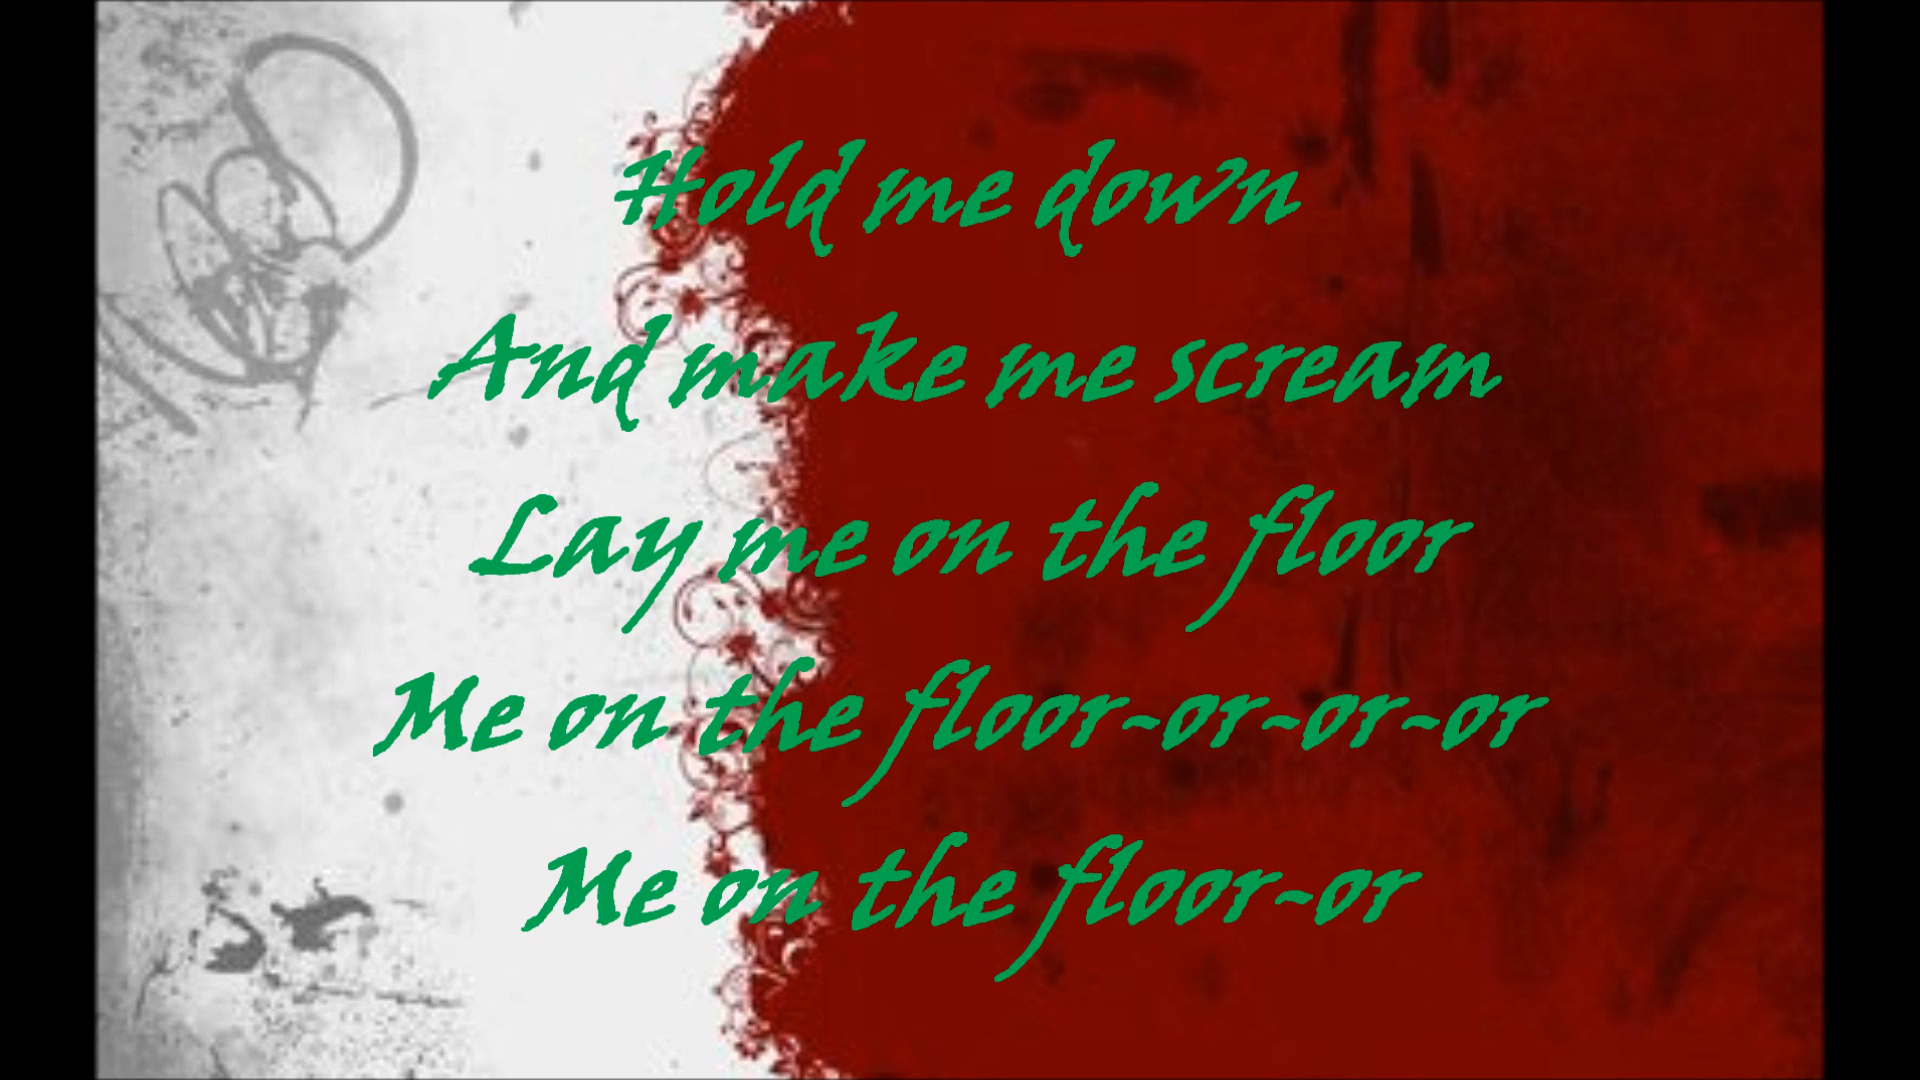 Hold me down
And make me scream
Lay me on the floor
Me on the floor-or-or-or
Me on the floor-or